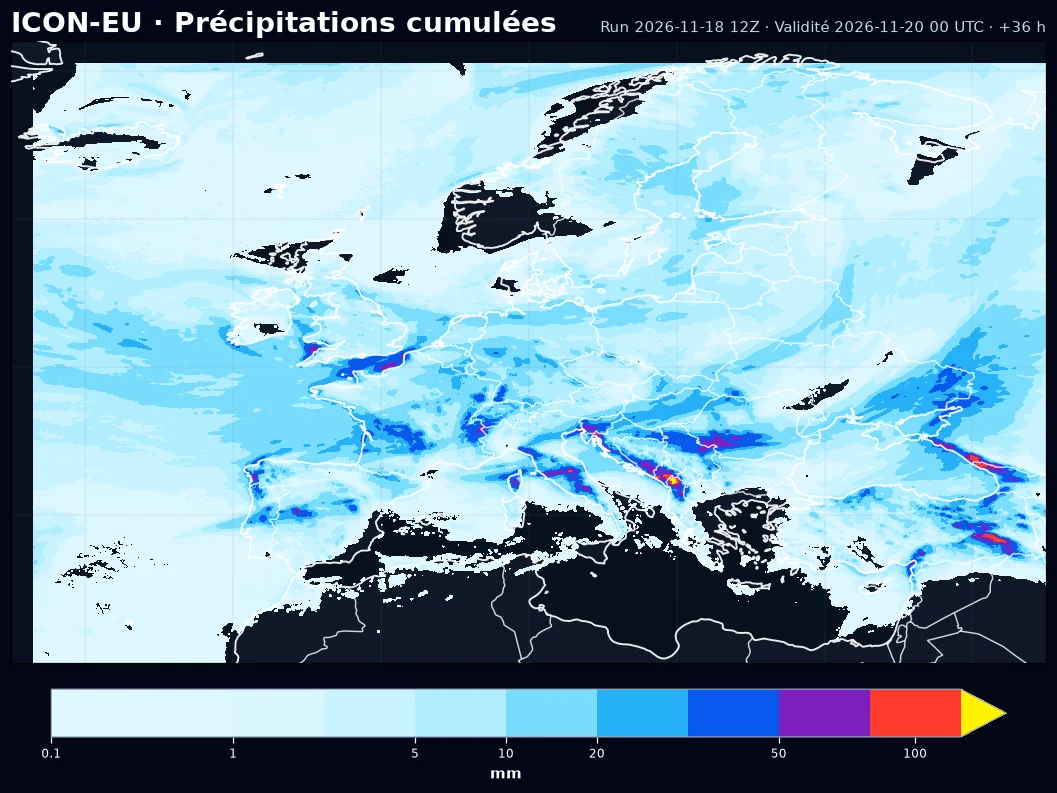 ICON-EU · Précipitations cumulées
Run 2026-11-18 12Z · Validité 2026-11-20 00 UTC · +36 h
0.1 1 5 10 20 50 100
mm